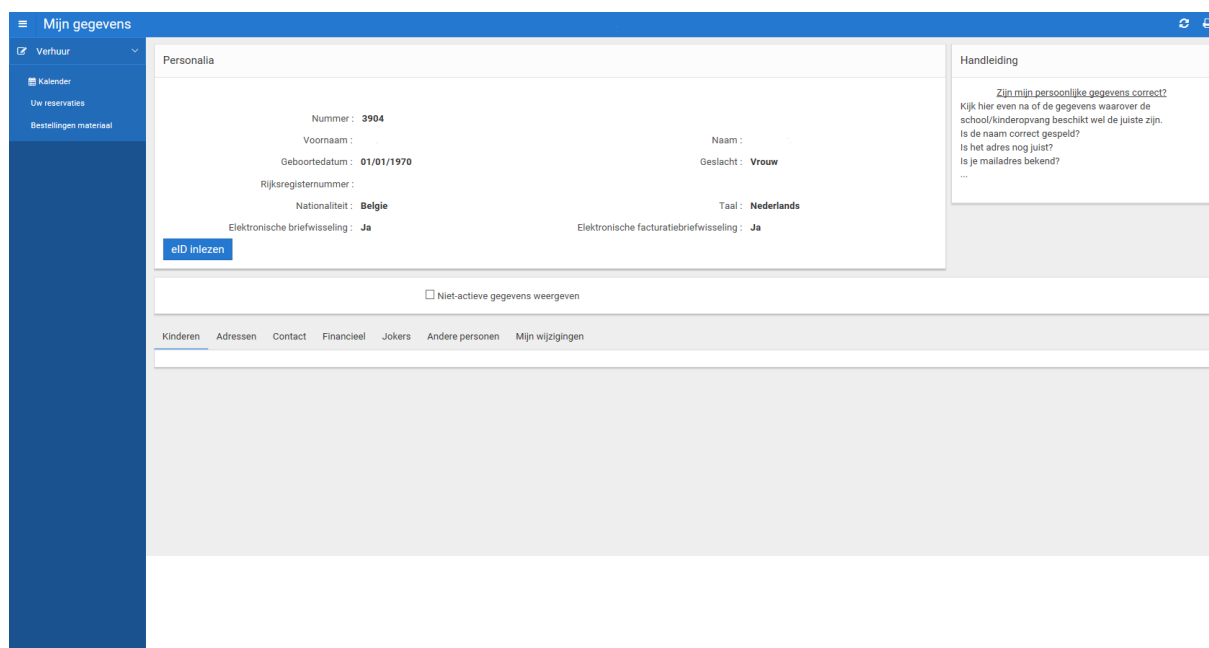 Mijn gegevens
Verhuur
Kalender
Uw reservaties
Bestellingen materiaal
Personalia
Nummer : 3904
Voornaam : Naam :
Geboortedatum : 01/01/1970 Geslacht : Vrouw
Rijksregisternummer :
Nationaliteit : Belgie Taal : Nederlands
Elektronische briefwisseling : Ja Elektronische facturatiebriefwisseling : Ja
eID inlezen
Handleiding
Zijn mijn persoonlijke gegevens correct?
Kijk hier even na of de gegevens waarover de
school/kinderopvang beschikt wel de juiste zijn.
Is de naam correct gespeld?
Is het adres nog juist?
Is je mailadres bekend?
...
Niet-actieve gegevens weergeven
Kinderen Adressen Contact Financieel Jokers Andere personen Mijn wijzigingen